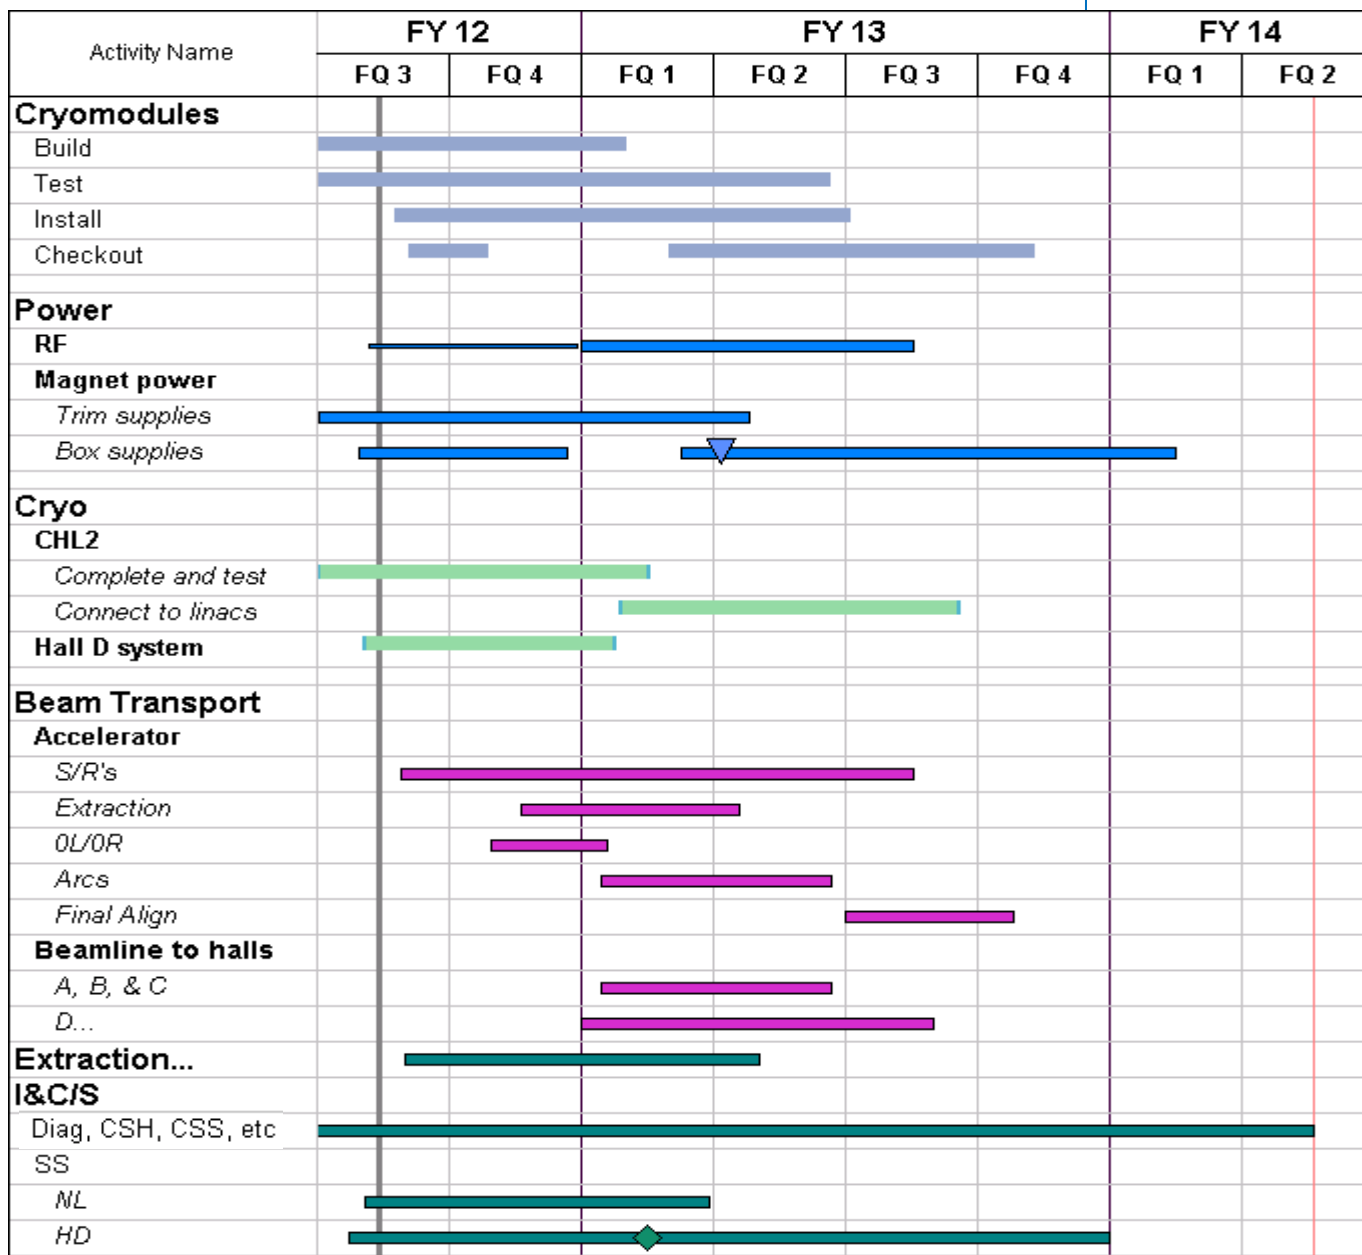 FY 12 FY 13 FY 14
Activity Name
FQ 3 FQ 4 FQ 1 FQ 2 FQ 3 FQ 4 FQ 1 FQ 2
Cryomodules
Build
Test
Install
Checkout
Power
RF
Magnet power
Trim supplies
Box supplies
Cryo
CHL2
Complete and test
Connect to linacs
Hall D system
Beam Transport
Accelerator
S/R's
Extraction
0L/0R
Arcs
Final Align
Beamline to halls
A, B, & C
D...
Extraction...
I&C/S
Diag, CSH, CSS, etc
SS
NL
HD